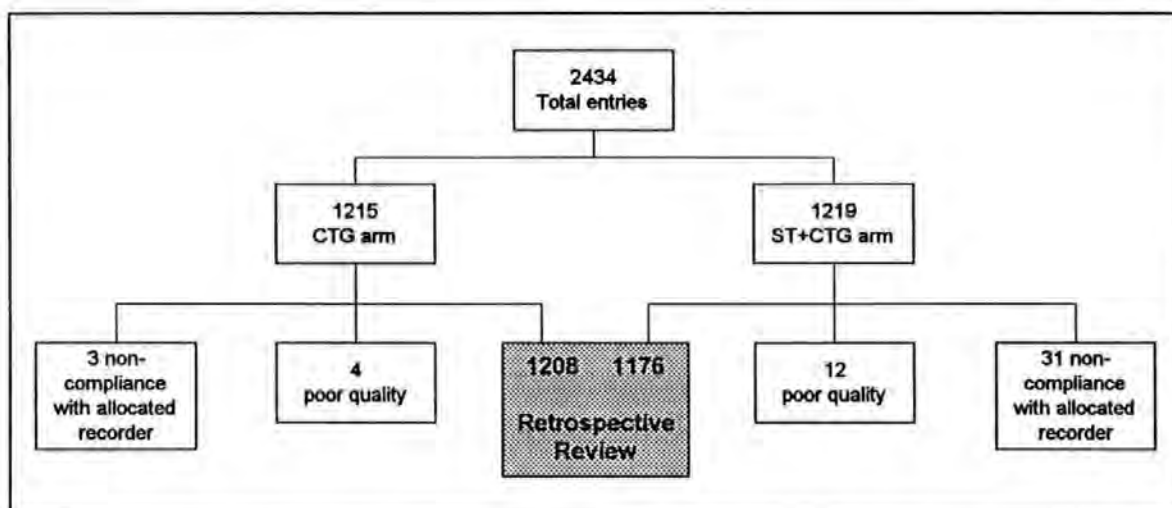 2434
Total entries
1215
CTG arm
1219
ST+CTG arm
3 non-
compliance
with allocated
recorder
4
poor quality
1208 1176
Retrospective
Review
12
poor quality
31 non-
compliance
with allocated
recorder